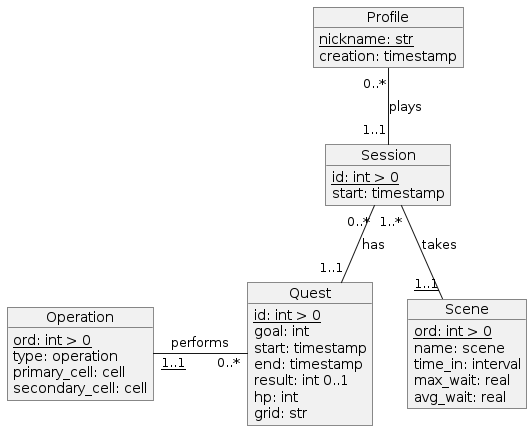 Profile
nickname: str
creation: timestamp
0..*
plays
1..1
Session
id: int > 0
start: timestamp
0..* 1..*
has takes
1..1 1..1
Quest
id: int > 0
goal: int
start: timestamp
end: timestamp
result: int 0..1
hp: int
grid: str
Scene
ord: int > 0
name: scene
time_in: interval
max_wait: real
avg_wait: real
Operation
ord: int > 0
type: operation
primary_cell: cell
secondary_cell: cell
performs
1..1 0..*